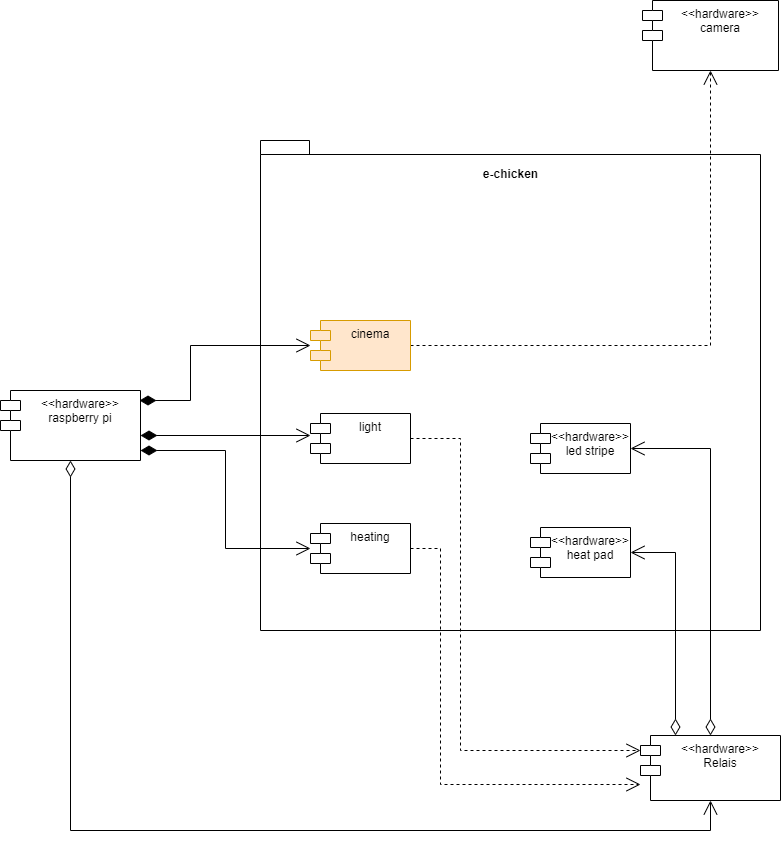 <<hardware>>
camera
e-chicken
cinema
<<hardware>>
raspberry pi
light
<<hardware>>
led stripe
heating
<<hardware>>
heat pad
<<hardware>>
Relais